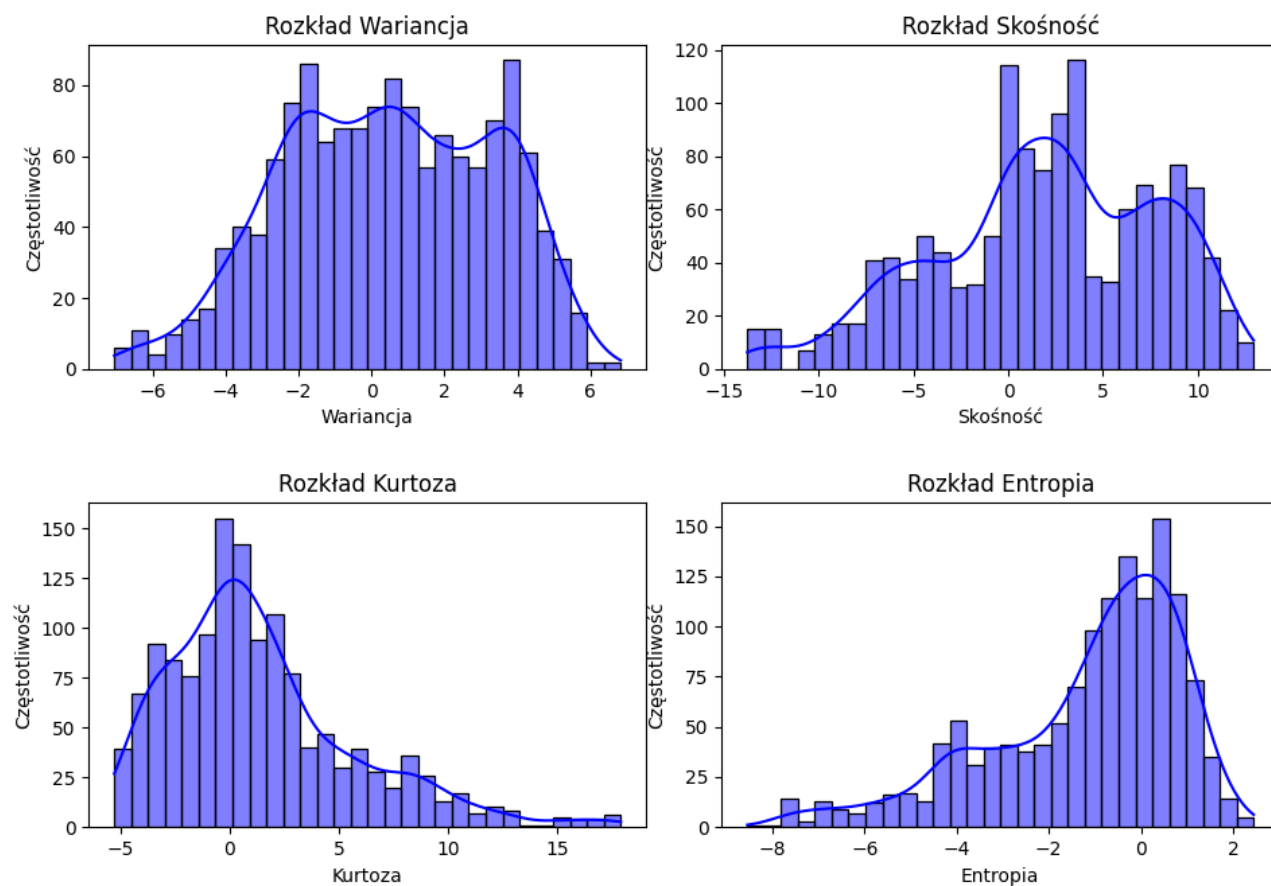 Rozkład Wariancja
Częstotliwość
80
60
40
20
0
−6 −4 −2 0 2 4 6
Wariancja
Rozkład Skośność
Częstotliwość
120
100
80
60
40
20
0
−15 −10 −5 0 5 10
Skośność
Rozkład Kurtoza
Częstotliwość
150
125
100
75
50
25
0
−5 0 5 10 15
Kurtoza
Rozkład Entropia
Częstotliwość
150
125
100
75
50
25
0
−8 −6 −4 −2 0 2
Entropia